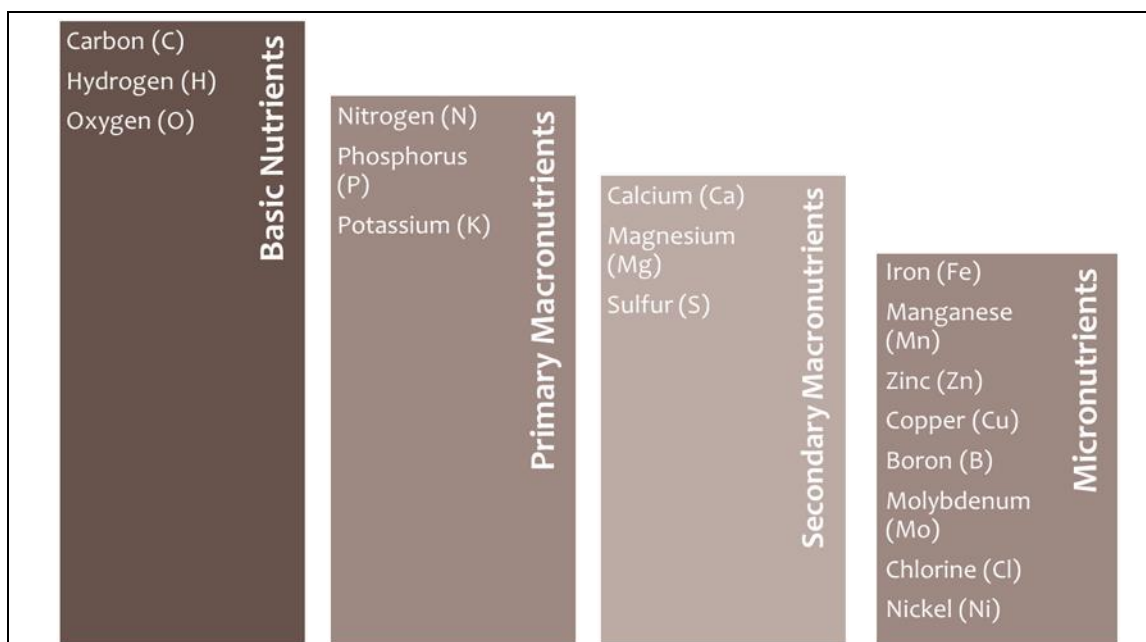 Carbon (C)
Hydrogen (H)
Oxygen (O)
Basic Nutrients
Nitrogen (N)
Phosphorus
(P)
Potassium (K)
Primary Macronutrients
Calcium (Ca)
Magnesium
(Mg)
Sulfur (S)
Secondary Macronutrients
Iron (Fe)
Manganese
(Mn)
Zinc (Zn)
Copper (Cu)
Boron (B)
Molybdenum
(Mo)
Chlorine (Cl)
Nickel (Ni)
Micronutrients